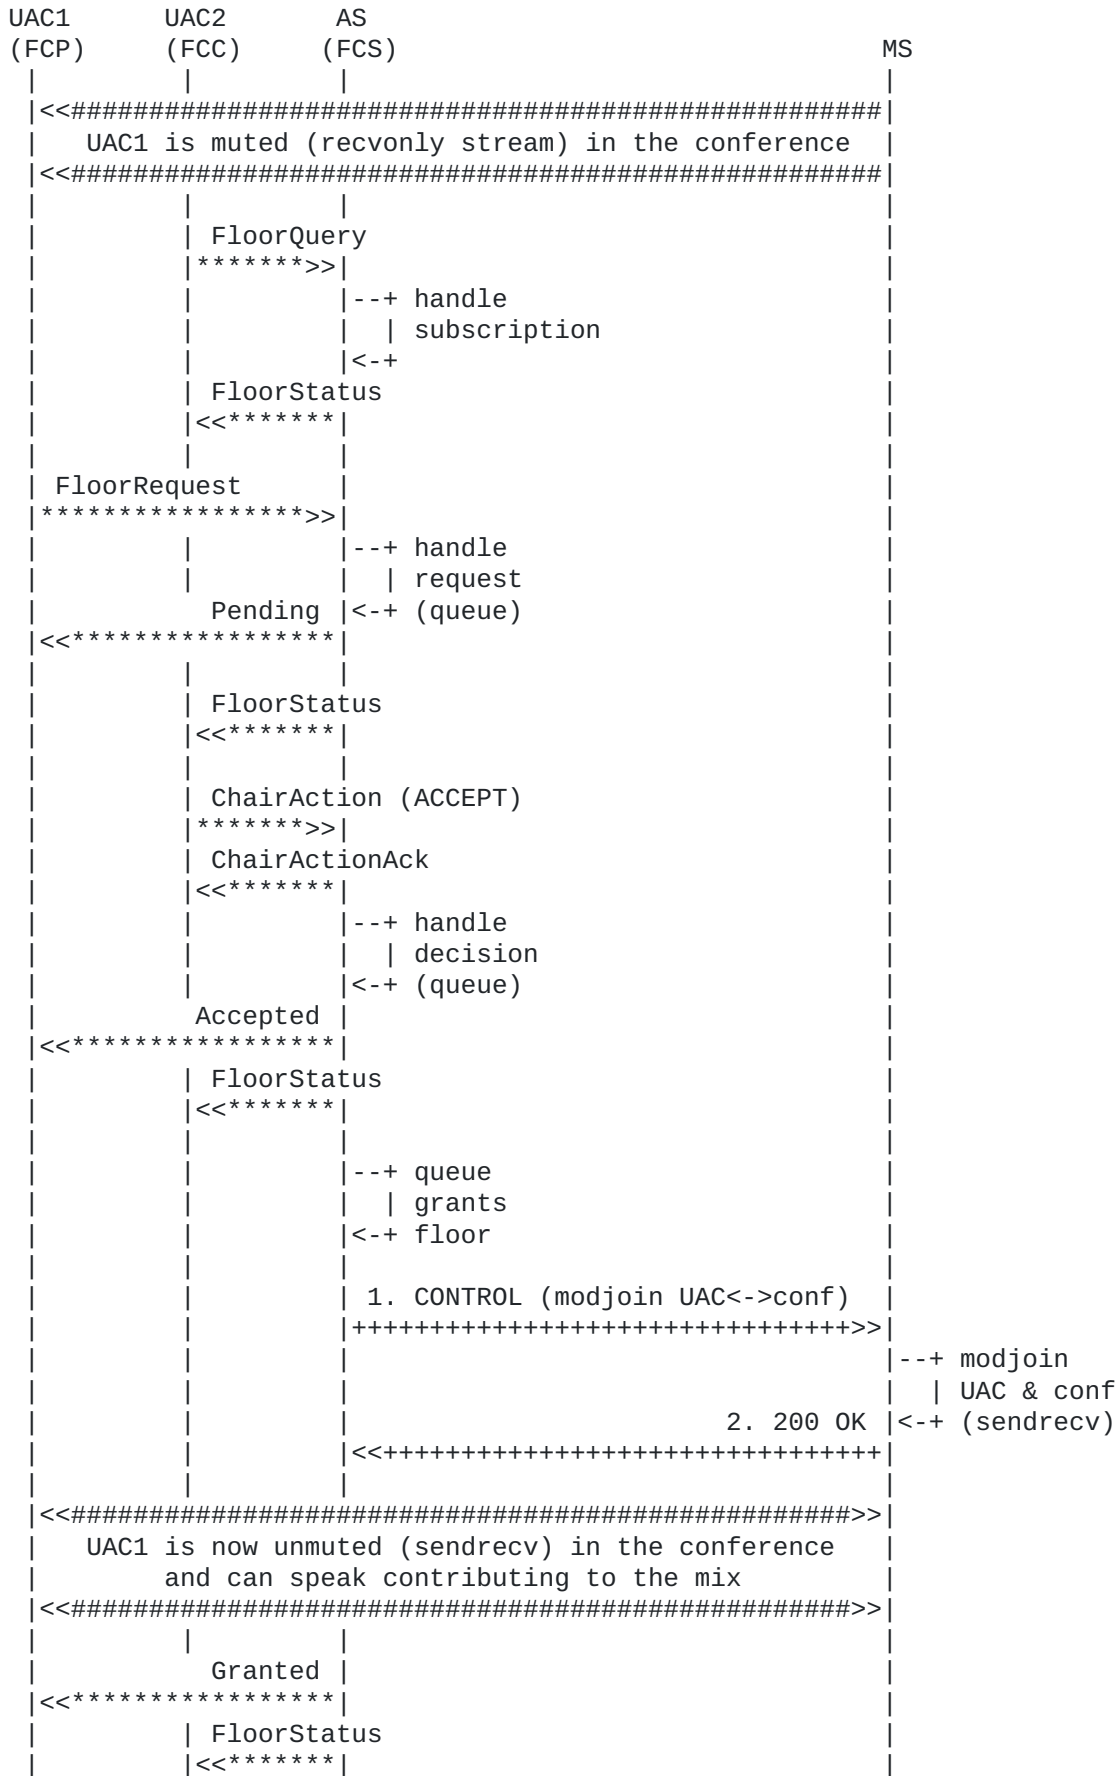 UAC1      UAC2       AS
(FCP)     (FCC)     (FCS)                               MS
 |         |         |                                  |
 |<<####################################################|
 |   UAC1 is muted (recvonly stream) in the conference  |
 |<<####################################################|
 |         |         |                                  |
 |         | FloorQuery                                 |
 |         |*******>>|                                  |
 |         |         |--+ handle                        |
 |         |         |  | subscription                  |
 |         |         |<-+                               |
 |         | FloorStatus                                |
 |         |<<*******|                                  |
 |         |         |                                  |
 | FloorRequest      |                                  |
 |*****************>>|                                  |
 |         |         |--+ handle                        |
 |         |         |  | request                       |
 |           Pending |<-+ (queue)                       |
 |<<*****************|                                  |
 |         |         |                                  |
 |         | FloorStatus                                |
 |         |<<*******|                                  |
 |         |         |                                  |
 |         | ChairAction (ACCEPT)                       |
 |         |*******>>|                                  |
 |         | ChairActionAck                             |
 |         |<<*******|                                  |
 |         |         |--+ handle                        |
 |         |         |  | decision                      |
 |         |         |<-+ (queue)                       |
 |          Accepted |                                  |
 |<<*****************|                                  |
 |         | FloorStatus                                |
 |         |<<*******|                                  |
 |         |         |                                  |
 |         |         |--+ queue                         |
 |         |         |  | grants                        |
 |         |         |<-+ floor                         |
 |         |         |                                  |
 |         |         | 1. CONTROL (modjoin UAC<->conf)  |
 |         |         |++++++++++++++++++++++++++++++++>>|
 |         |         |                                  |--+ modjoin
 |         |         |                                  |  | UAC & conf
 |         |         |                        2. 200 OK |<-+ (sendrecv)
 |         |         |<<++++++++++++++++++++++++++++++++|
 |         |         |                                  |
 |<<##################################################>>|
 |   UAC1 is now unmuted (sendrecv) in the conference   |
 |        and can speak contributing to the mix         |
 |<<##################################################>>|
 |         |         |                                  |
 |           Granted |                                  |
 |<<*****************|                                  |
 |         | FloorStatus                                |
 |         |<<*******|                                  |